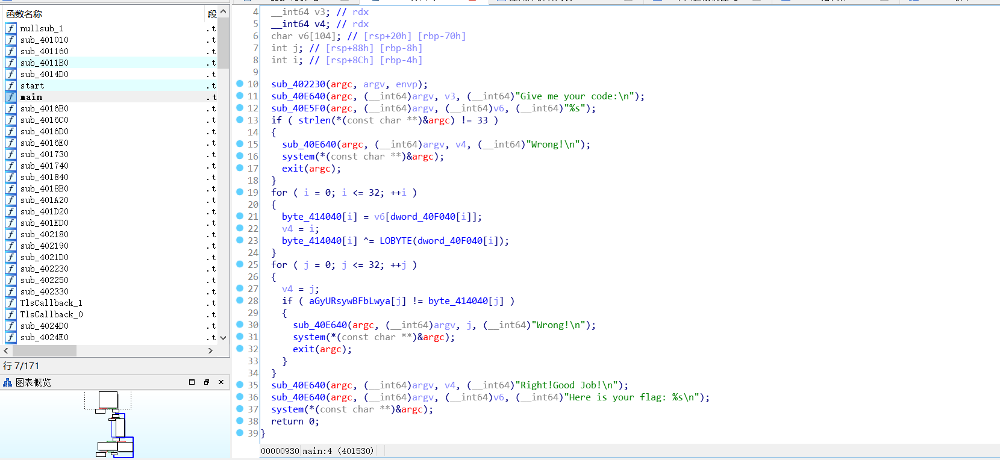 函数名称 段
nullsub_1 .t
sub_401010 .t
sub_401160 .t
sub_4011B0 .t
sub_4014D0 .t
start .t
main .t
sub_4016B0 .t
sub_4016C0 .t
sub_4016D0 .t
sub_4016E0 .t
sub_401730 .t
sub_401740 .t
sub_401840 .t
sub_4018B0 .t
sub_401A20 .t
sub_401D20 .t
sub_401ED0 .t
sub_402180 .t
sub_402190 .t
sub_4021D0 .t
sub_402230 .t
sub_402250 .t
sub_402330 .t
TlsCallback_1 .t
TlsCallback_0 .t
sub_4024D0 .t
sub_4024E0 .t
行 7/171
图表概览
4 __int64 v3; // rdx
5 __int64 v4; // rdx
6 char v6[104]; // [rsp+20h] [rbp-70h]
7 int j; // [rsp+88h] [rbp-8h]
8 int i; // [rsp+8Ch] [rbp-4h]
9
10 sub_402230(argc, argv, envp);
11 sub_40E640(argc, (__int64)argv, v3, (__int64)"Give me your code:\n");
12 sub_40E5F0(argc, (__int64)argv, (__int64)v6, (__int64)"%s");
13 if ( strlen(*(const char **)&argc) != 33 )
14 {
15 sub_40E640(argc, (__int64)argv, v4, (__int64)"Wrong!\n");
16 system(*(const char **)&argc);
17 exit(argc);
18 }
19 for ( i = 0; i <= 32; ++i )
20 {
21 byte_414040[i] = v6[dword_40F040[i]];
22 v4 = i;
23 byte_414040[i] ^= LOBYTE(dword_40F040[i]);
24 }
25 for ( j = 0; j <= 32; ++j )
26 {
27 v4 = j;
28 if ( aGyURsywBFbLwya[j] != byte_414040[j] )
29 {
30 sub_40E640(argc, (__int64)argv, j, (__int64)"Wrong!\n");
31 system(*(const char **)&argc);
32 exit(argc);
33 }
34 }
35 sub_40E640(argc, (__int64)argv, v4, (__int64)"Right!Good Job!\n");
36 sub_40E640(argc, (__int64)argv, (__int64)v6, (__int64)"Here is your flag: %s\n");
37 system(*(const char **)&argc);
38 return 0;
39 }
00000930 main:4 (401530)